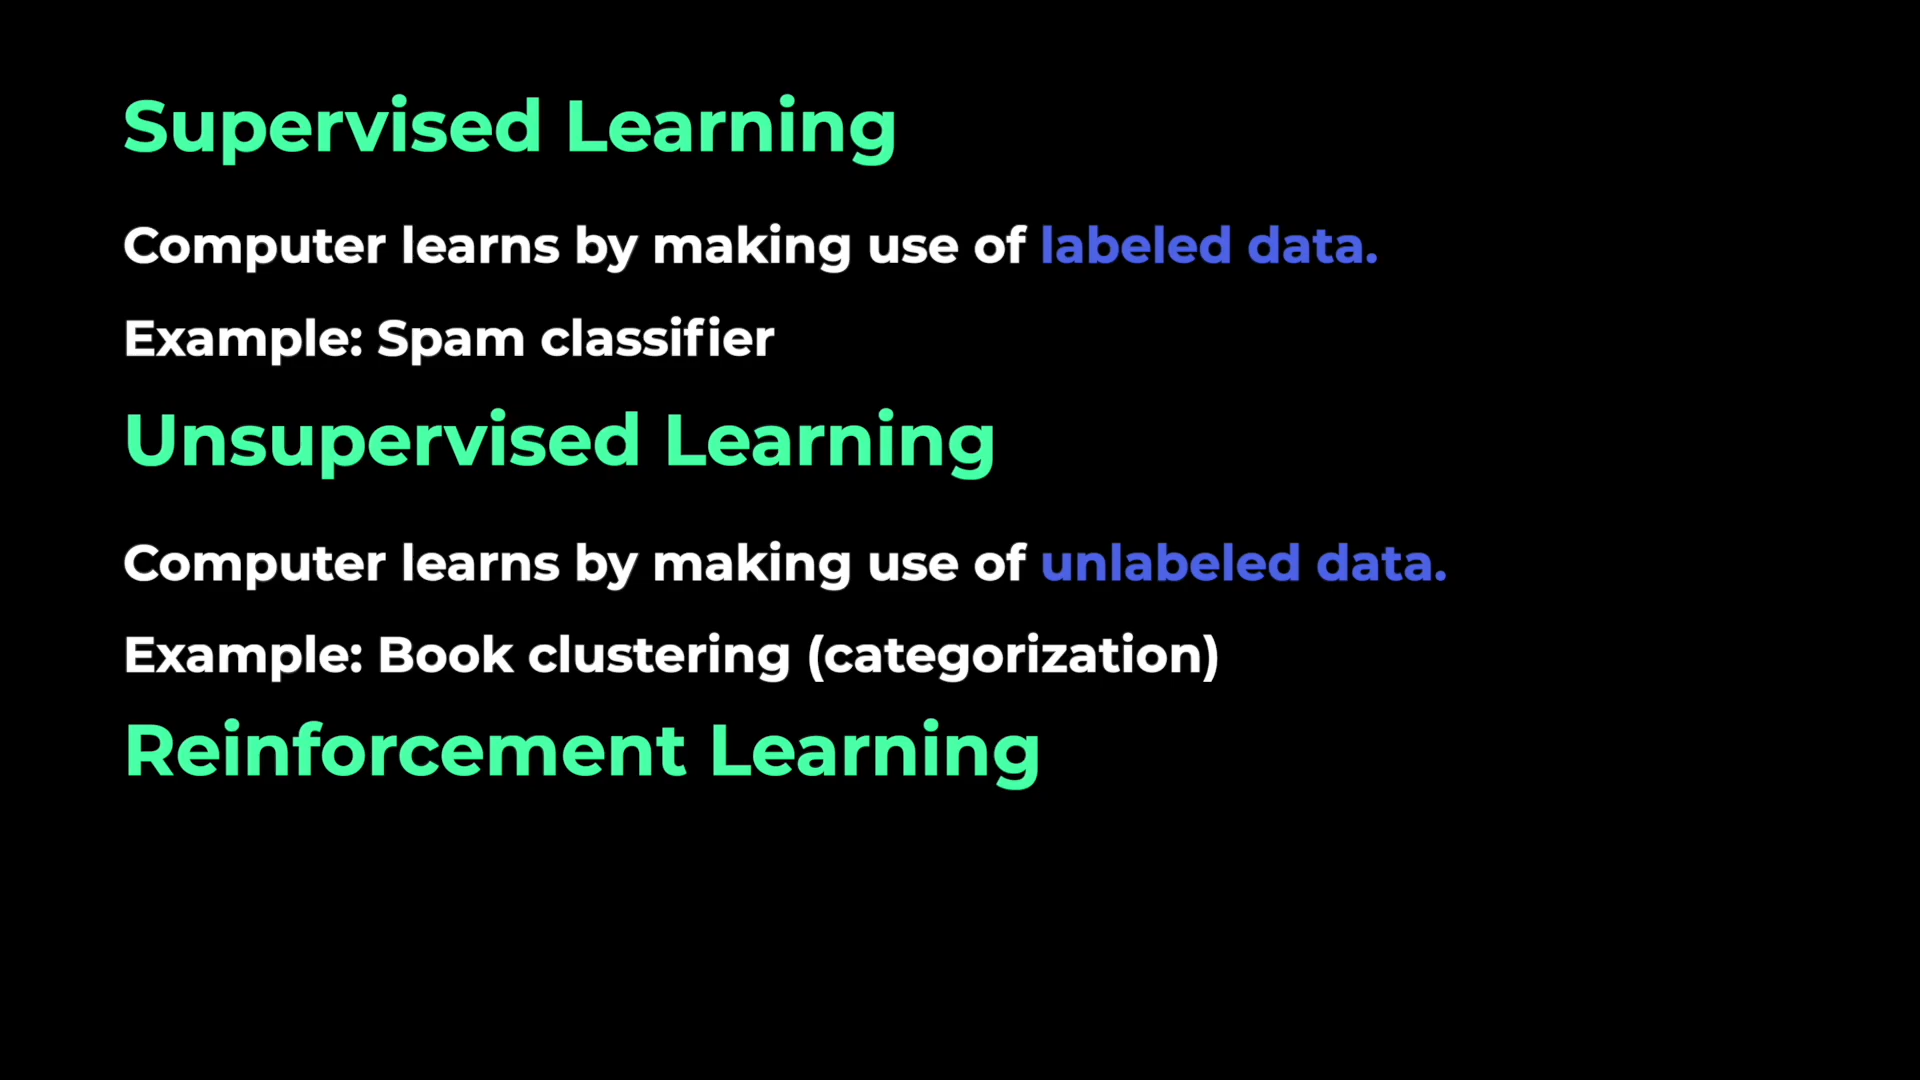 Supervised Learning
Computer learns by making use of labeled data.
Example: Spam classifier
Unsupervised Learning
Computer learns by making use of unlabeled data.
Example: Book clustering (categorization)
Reinforcement Learning